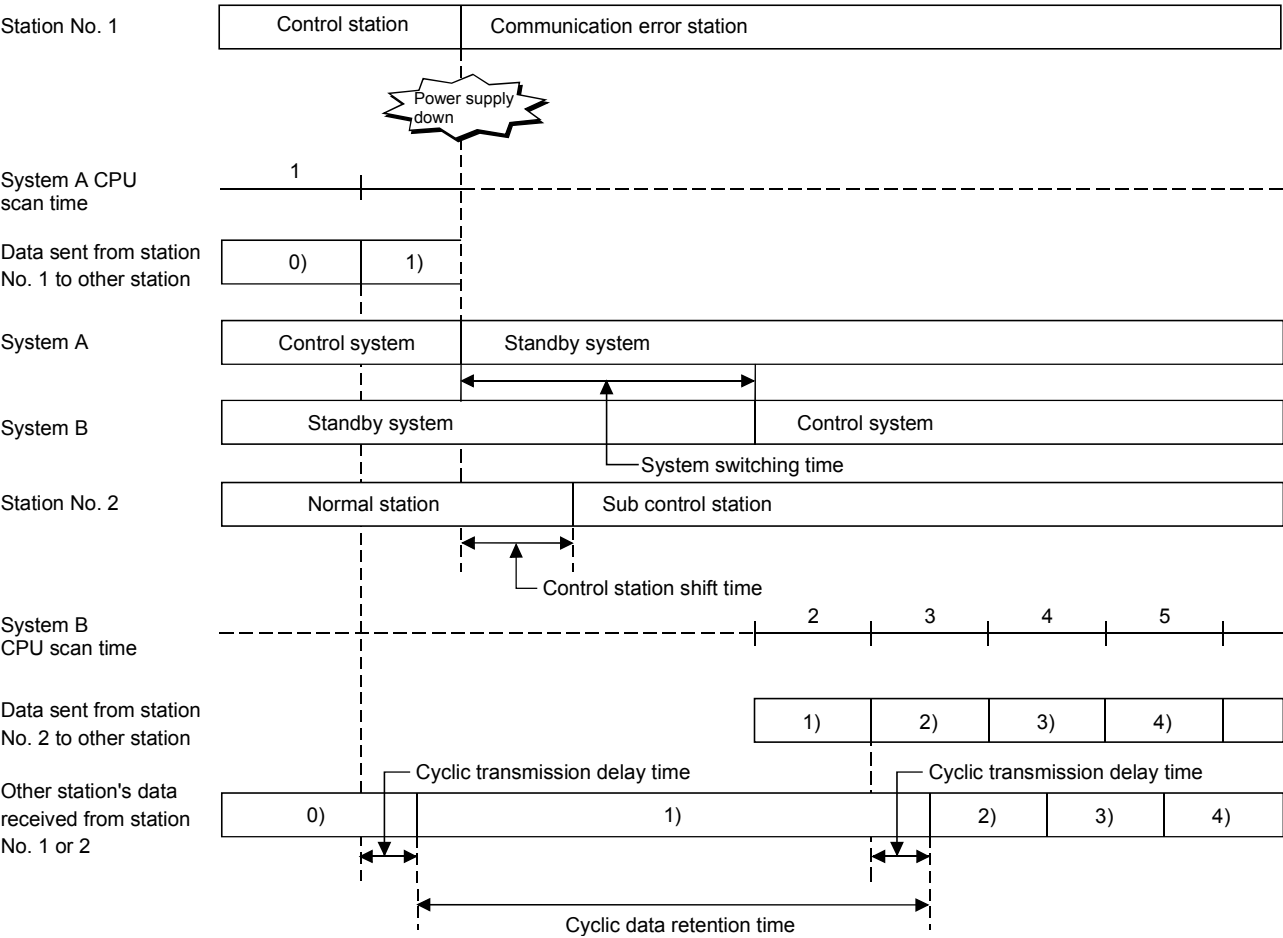 Station No. 1
Control station
Communication error station
Power supply
down
System A CPU
scan time
1
Data sent from station
No. 1 to other station
0)
1)
System A
Control system
Standby system
System B
Standby system
Control system
System switching time
Station No. 2
Normal station
Sub control station
Control station shift time
System B
CPU scan time
2
3
4
5
Data sent from station
No. 2 to other station
1)
2)
3)
4)
Cyclic transmission delay time
Cyclic transmission delay time
Other station's data
received from station
No. 1 or 2
0)
1)
2)
3)
4)
Cyclic data retention time